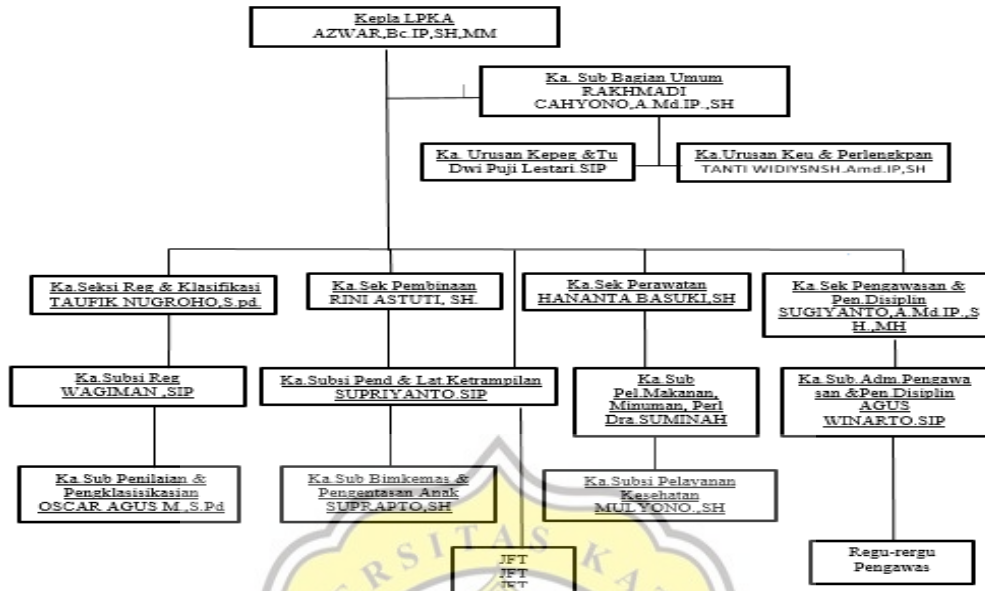 Kepla LPKA
AZWAR,Bc.IP,SH,MM
Ka. Sub Bagian Umum
RAKHMADI
CAHYONO,A.Md.IP.,SH
Ka. Urusan Kepeg &Tu
Dwi Puji Lestari.SIP
Ka.Urusan Keu & Perlengkpan
TANTI WIDIYSNSH.Amd.IP,SH
Ka.Seksi Reg & Klasifikasi
TAUFIK NUGROHO,S.pd.
Ka.Sek Pembinaan
RINI ASTUTI, SH.
Ka.Sek Perawatan
HANANTA BASUKI,SH
Ka.Sek Pengawasan &
Pen.Disiplin
SUGIYANTO,A.Md.IP.,S
H.,MH
Ka.Subsi Reg
WAGIMAN ,SIP
Ka.Subsi Pend & Lat.Ketrampilan
SUPRIYANTO.SIP
Ka.Sub
Pel.Makanan,
Minuman, Perl
Dra.SUMINAH
Ka.Sub.Adm.Pengawa
san &Pen.Disiplin
AGUS
WINARTO.SIP
Ka.Sub Penilaian &
Pengklasisikasian
OSCAR AGUS M.,S.Pd
Ka.Sub Bimkemas &
Pengentasan Anak
SUPRAPTO,SH
Ka.Subsi Pelayanan
Kesehatan
MULYONO.,SH
JFT
JFT
JFT
Regu-rergu
Pengawas
ERSITAS KA